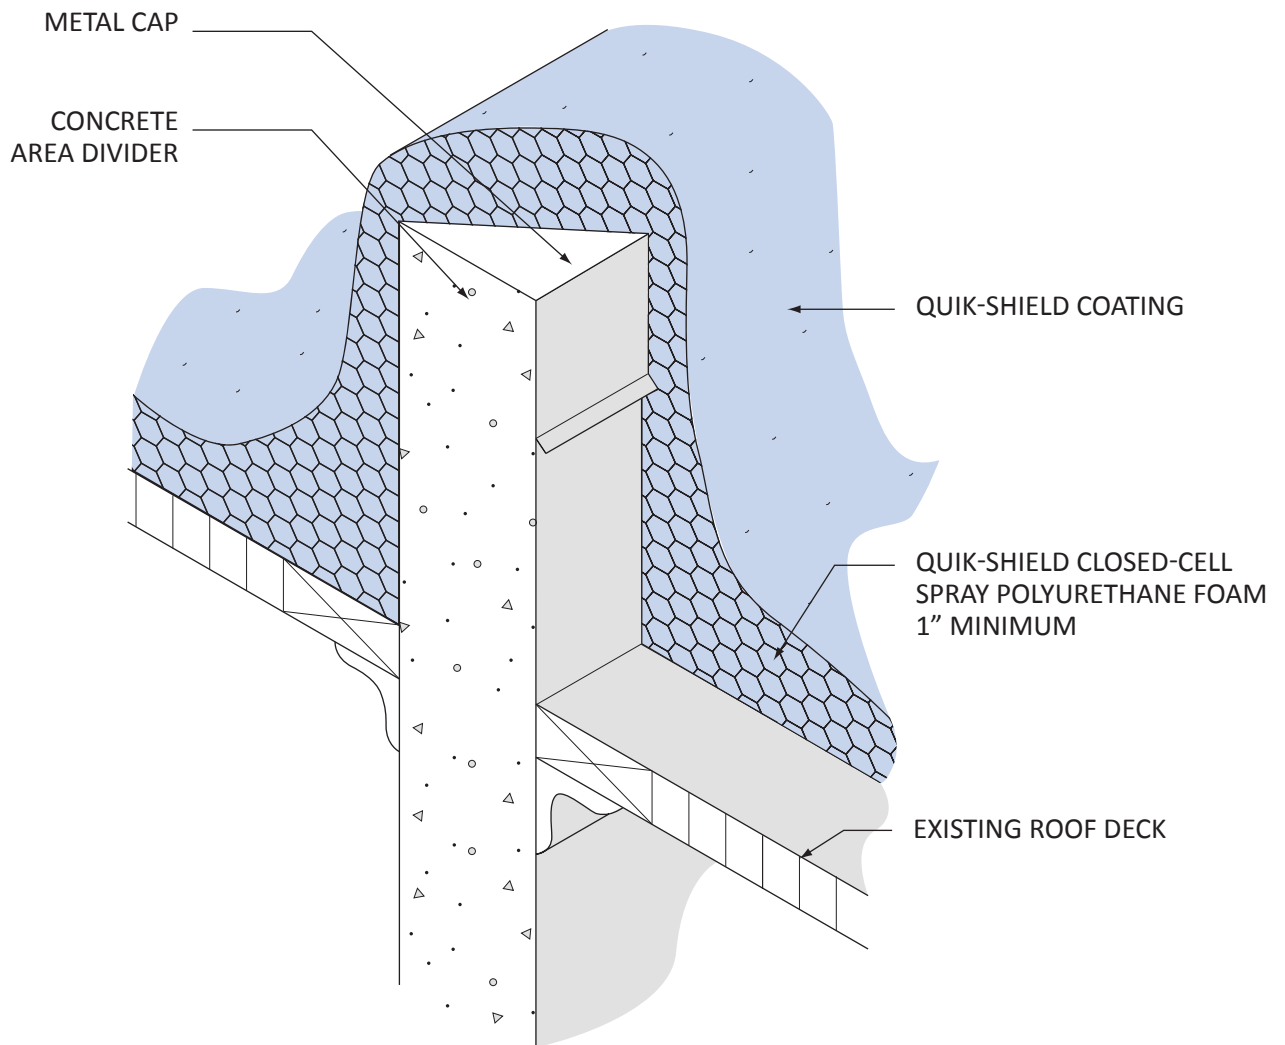 METAL CAP
CONCRETE
AREA DIVIDER
QUIK-SHIELD COATING
QUIK-SHIELD CLOSED-CELL
SPRAY POLYURETHANE FOAM
1” MINIMUM
EXISTING ROOF DECK